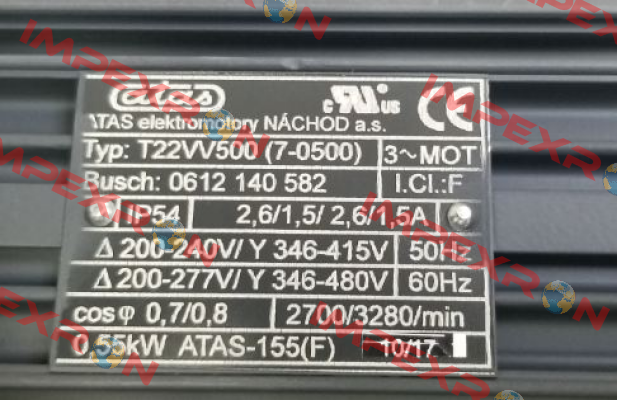 atas
c RU us CE
ATAS elektromotory NÁCHOD a.s.
Typ: T22VV500 (7-0500) 3~MOT
Busch: 0612 140 582 I.Cl.:F
IP54 2,6/1,5/ 2,6/1,5A
Δ 200-240V/ Y 346-415V 50Hz
Δ 200-277V/ Y 346-480V 60Hz
cos φ 0,7/0,8 2700/3280/min
0,55kW ATAS-155(F) 10/17
IMPEXRON